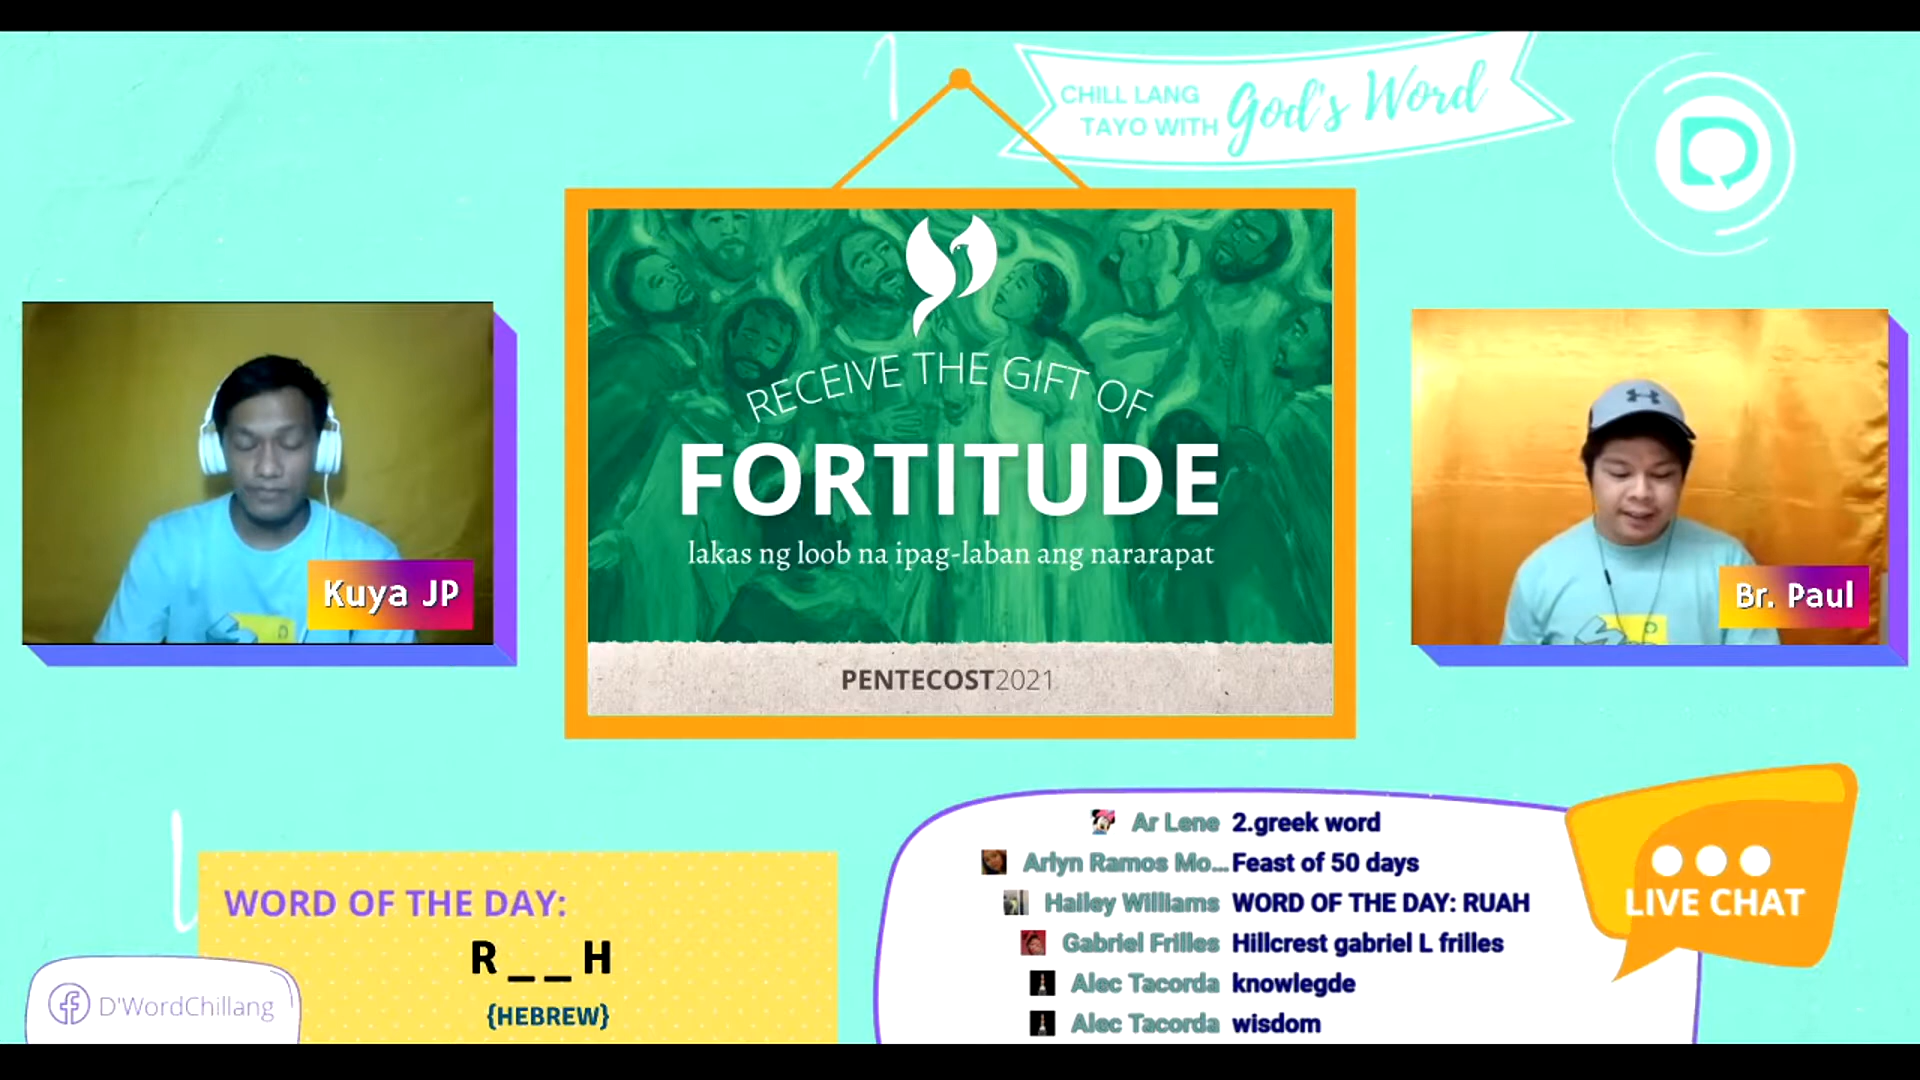 CHILL LANG
TAYO WITH God's Word
RECEIVE THE GIFT OF
FORTITUDE
lakas ng loob na ipag-laban ang nararapat
PENTECOST2021
Kuya JP
Br. Paul
WORD OF THE DAY:
R _ _ H
{HEBREW}
D'WordChillang
Ar Lene 2.greek word
Arlyn Ramos Mo... Feast of 50 days
Hailey Williams WORD OF THE DAY: RUAH
Gabriel Frilles Hillcrest gabriel L frilles
Alec Tacorda knowlegde
Alec Tacorda wisdom
LIVE CHAT